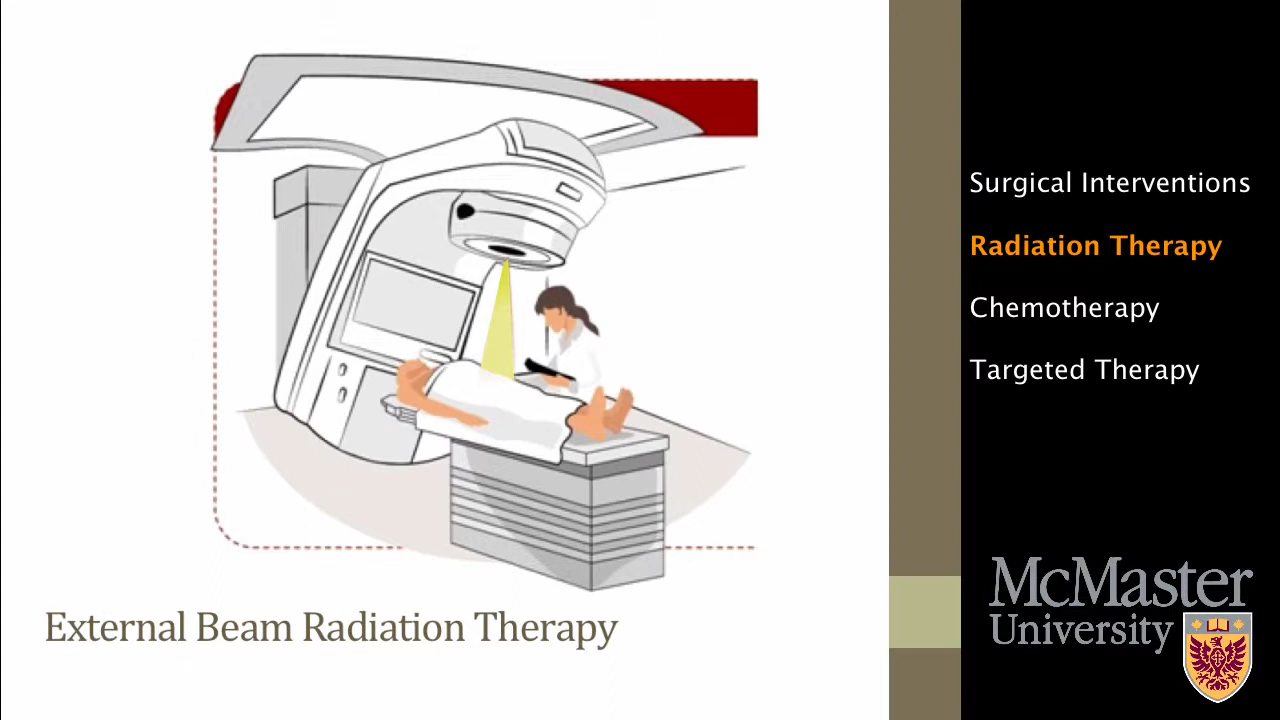 External Beam Radiation Therapy
Surgical Interventions
Radiation Therapy
Chemotherapy
Targeted Therapy
McMaster
University